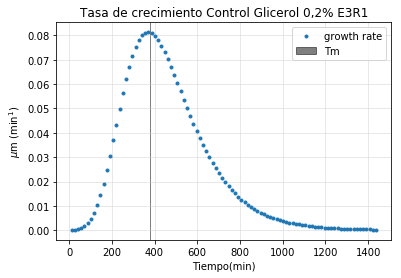 Tasa de crecimiento Control Glicerol 0,2% E3R1
growth rate
Tm
0.08
0.07
0.06
0.05
0.04
0.03
0.02
0.01
0.00
μm (min¹)
0 200 400 600 800 1000 1200 1400
Tiempo(min)